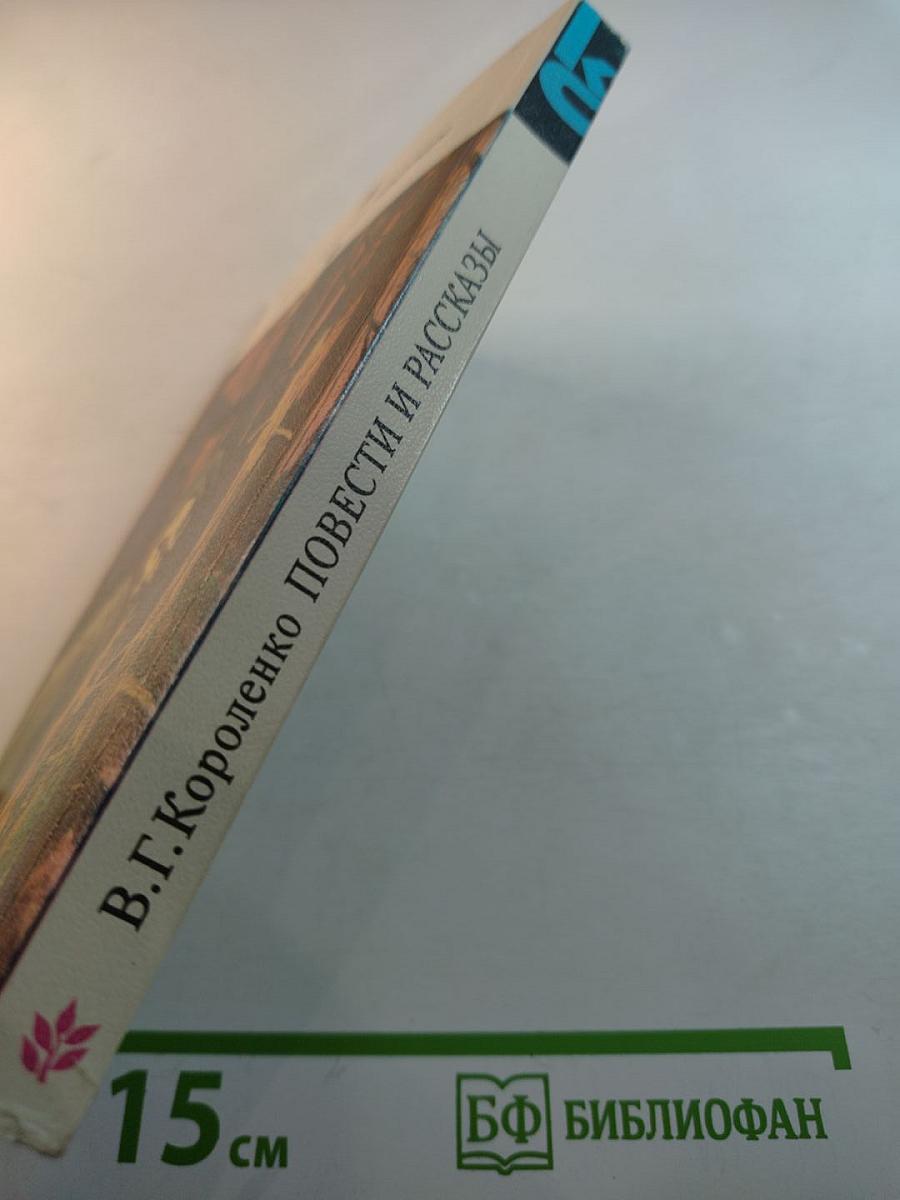 В.Г.Короленко ПОВЕСТИ И РАССКАЗЫ
15 см
БФ БИБЛИОФАН